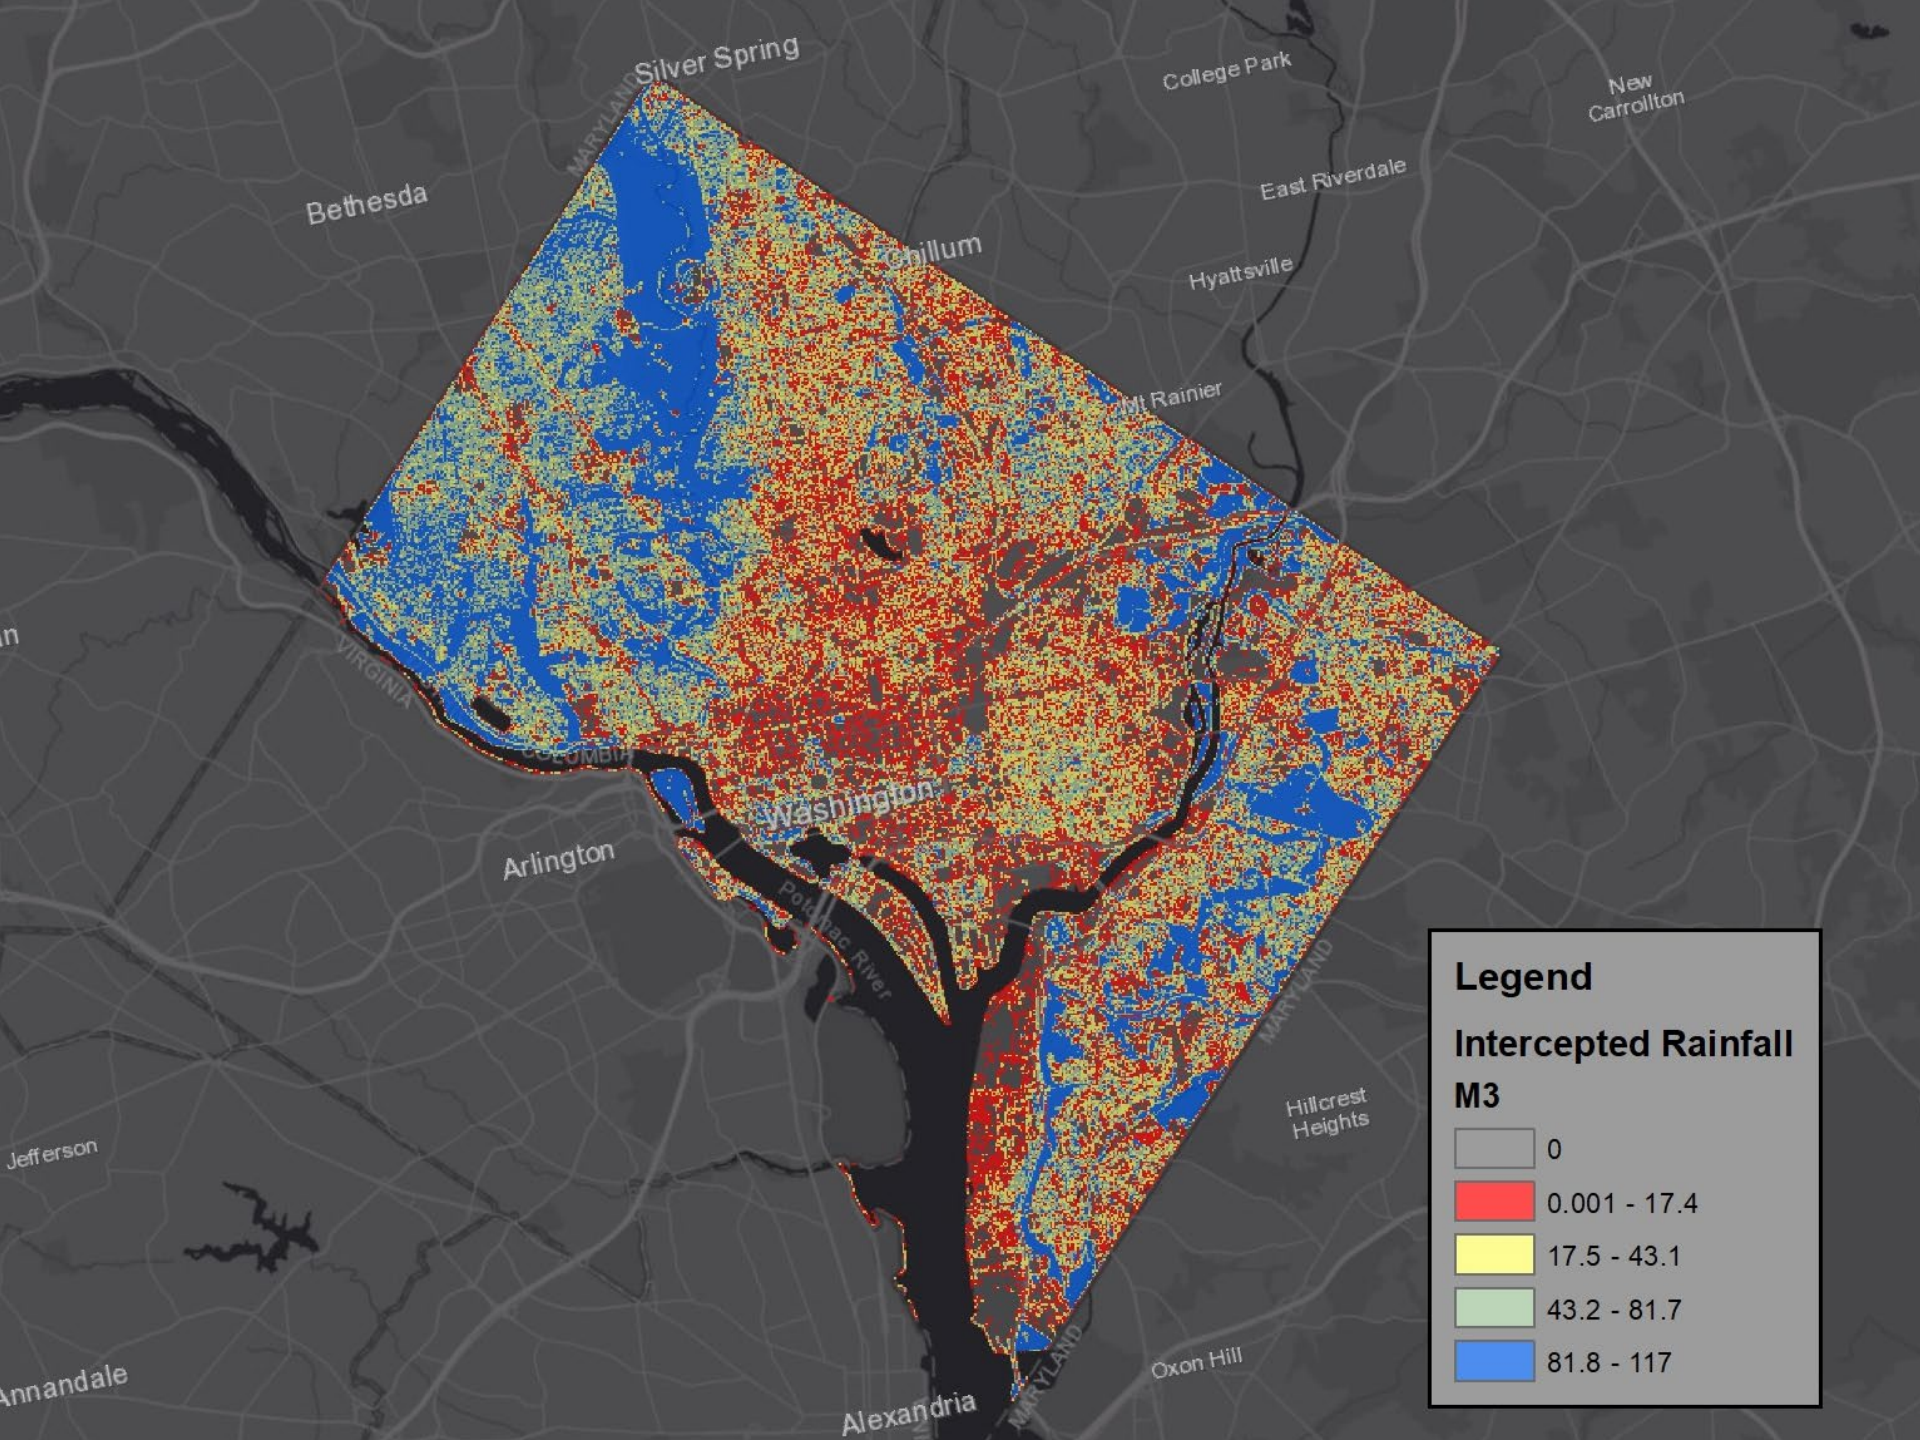 Silver Spring
College Park
New
Carrollton
MARYLAND
East Riverdale
Bethesda
Chillum
Hyattsville
Mt Rainier
VIRGINIA
COLUMBIA
Washington
Arlington
Potomac River
MARYLAND
Hillcrest
Heights
Jefferson
Oxon Hill
MARYLAND
Annandale
Alexandria
Legend
Intercepted Rainfall
M3
0
0.001 - 17.4
17.5 - 43.1
43.2 - 81.7
81.8 - 117